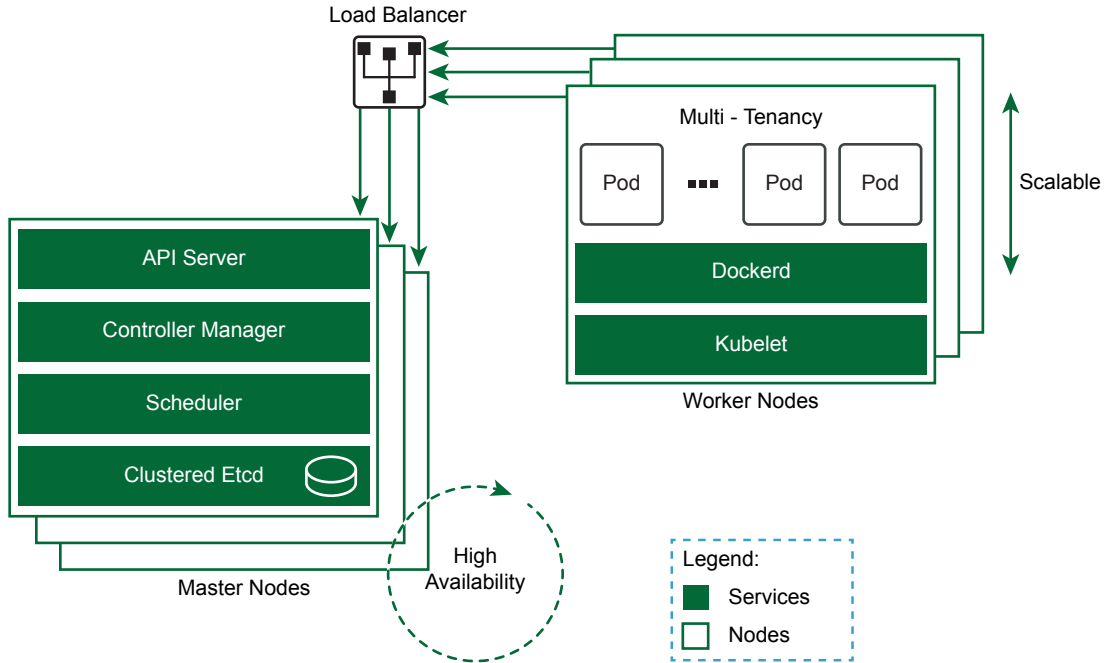 Load Balancer
Multi - Tenancy
Pod
Pod
Pod
Scalable
Dockerd
Kubelet
Worker Nodes
API Server
Controller Manager
Scheduler
Clustered Etcd
Master Nodes
High
Availability
Legend:
Services
Nodes